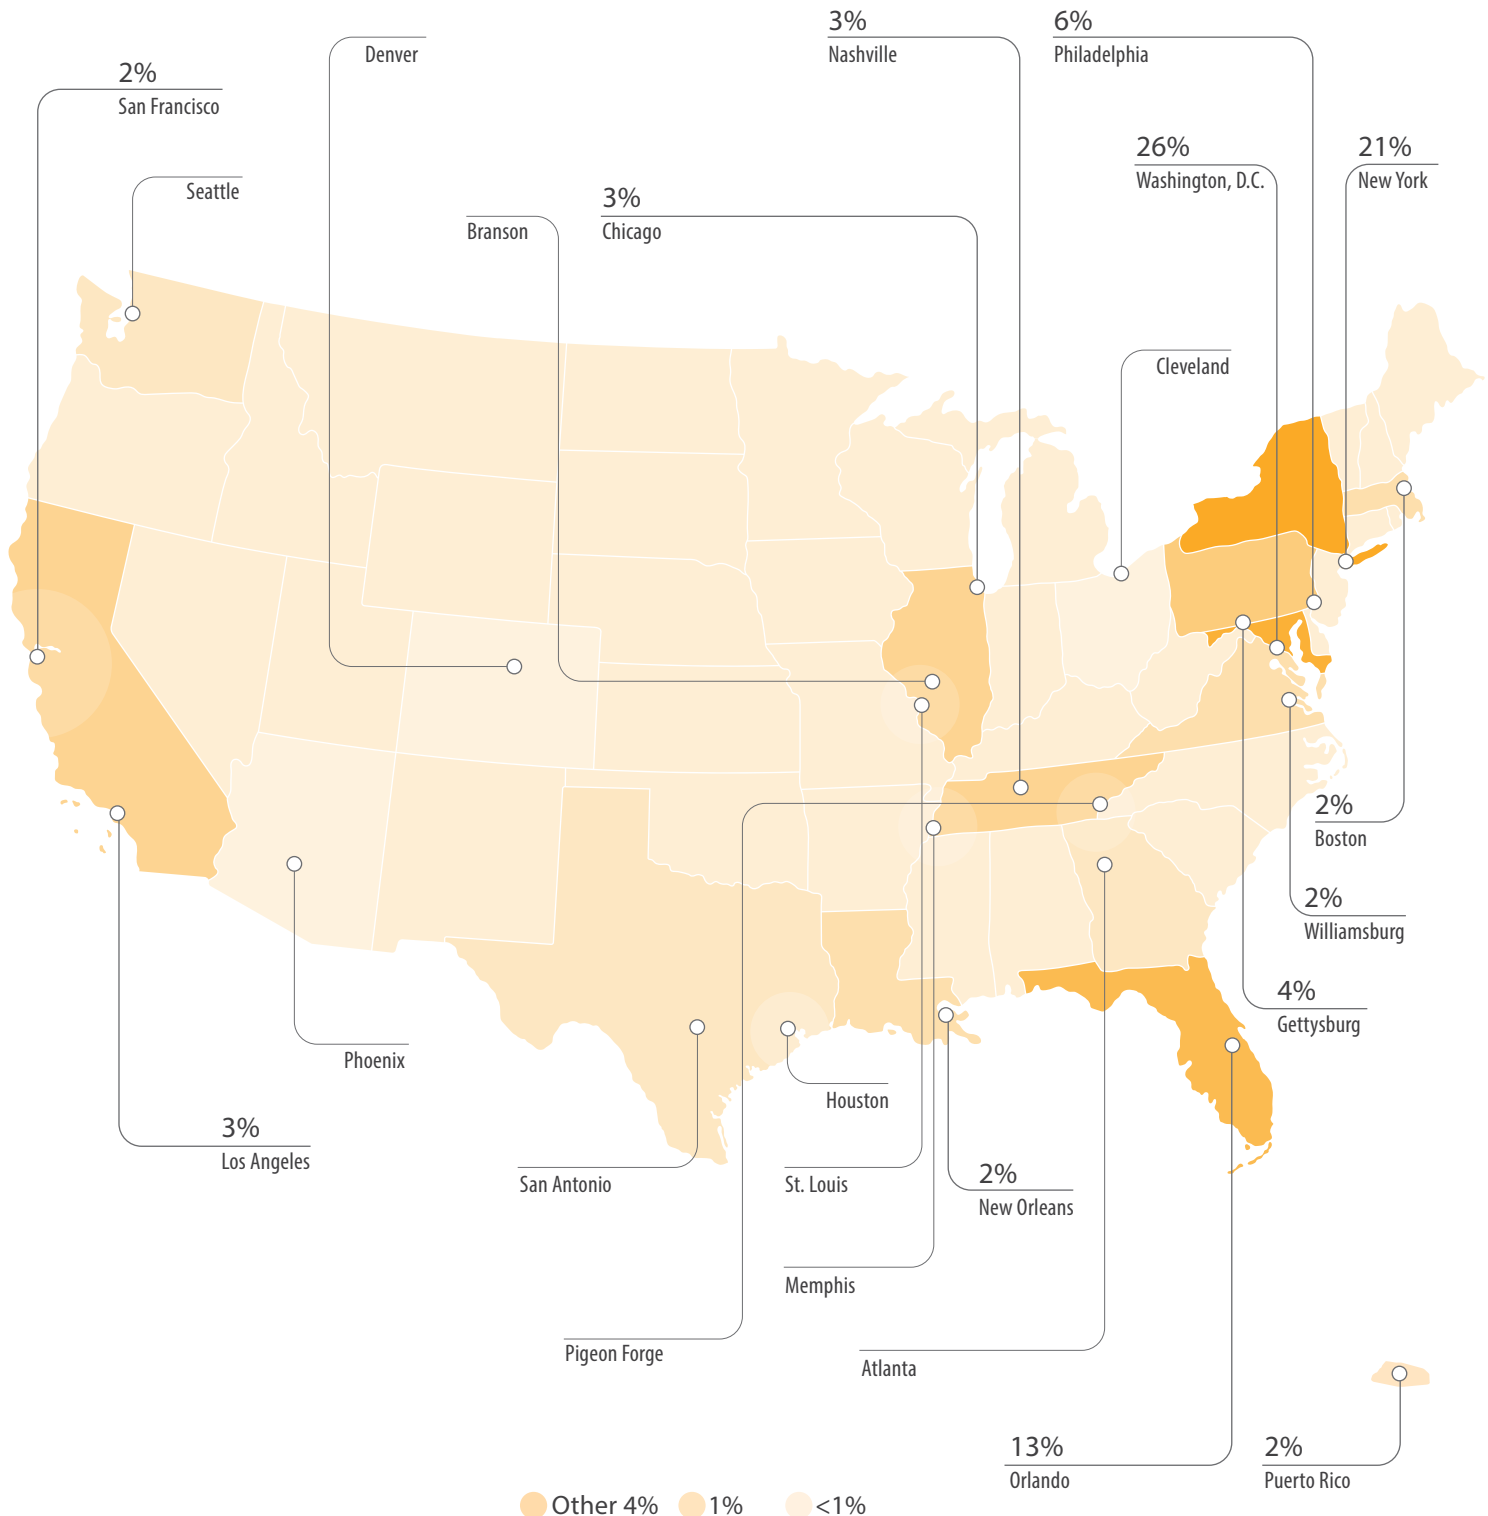 3%
Nashville
6%
Philadelphia
Denver
2%
San Francisco
26%
Washington, D.C.
21%
New York
Seattle
3%
Chicago
Branson
Cleveland
2%
Boston
2%
Williamsburg
4%
Gettysburg
Phoenix
Houston
3%
Los Angeles
San Antonio
St. Louis
2%
New Orleans
Memphis
Pigeon Forge
Atlanta
13%
Orlando
2%
Puerto Rico
Other 4% 1% <1%